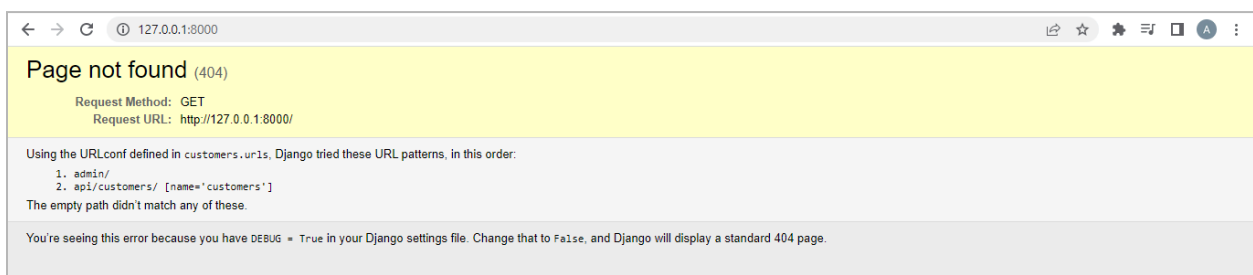 127.0.0.1:8000
A
Page not found (404)
Request Method: GET
Request URL: http://127.0.0.1:8000/
Using the URLconf defined in customers.urls, Django tried these URL patterns, in this order:
1. admin/
2. api/customers/ [name='customers']
The empty path didn't match any of these.
You're seeing this error because you have DEBUG = True in your Django settings file. Change that to False, and Django will display a standard 404 page.